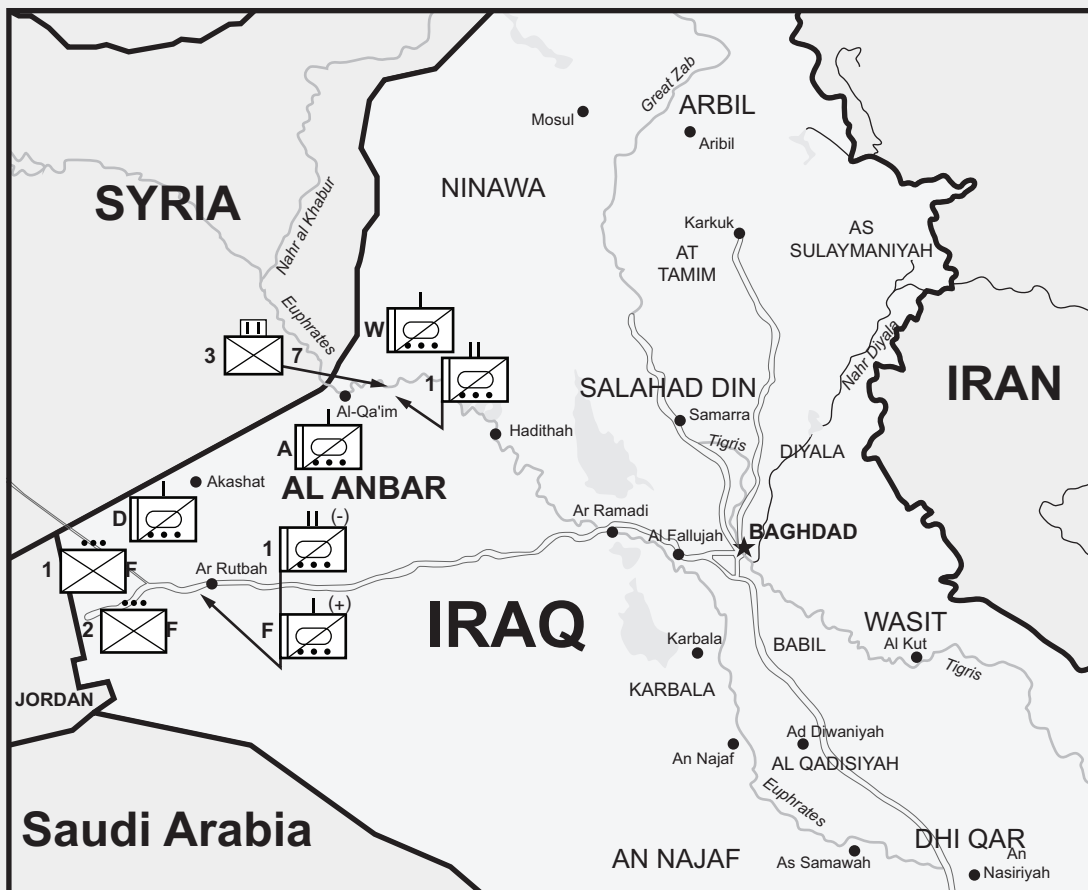 Great Zab
ARBIL
Mosul
Aribil
NINAWA
SYRIA
Nahr al Khabur
Karkuk
AS
SULAYMANIYAH
AT
TAMIM
Euphrates
W
3
7
1
Nahr Diyala
IRAN
SALAHAD DIN
Al-Qa'im
Samarra
Hadithah
Tigris
A
DIYALA
Akashat
AL ANBAR
D
(-)
Ar Ramadi
Al Fallujah
BAGHDAD
1
1
F
Ar Rutbah
(+)
2
F
F
IRAQ
WASIT
Al Kut
Karbala
BABIL
Tigris
KARBALA
JORDAN
Ad Diwaniyah
An Najaf
AL QADISIYAH
Euphrates
Saudi Arabia
DHI QAR
AN NAJAF
As Samawah
An
Nasiriyah